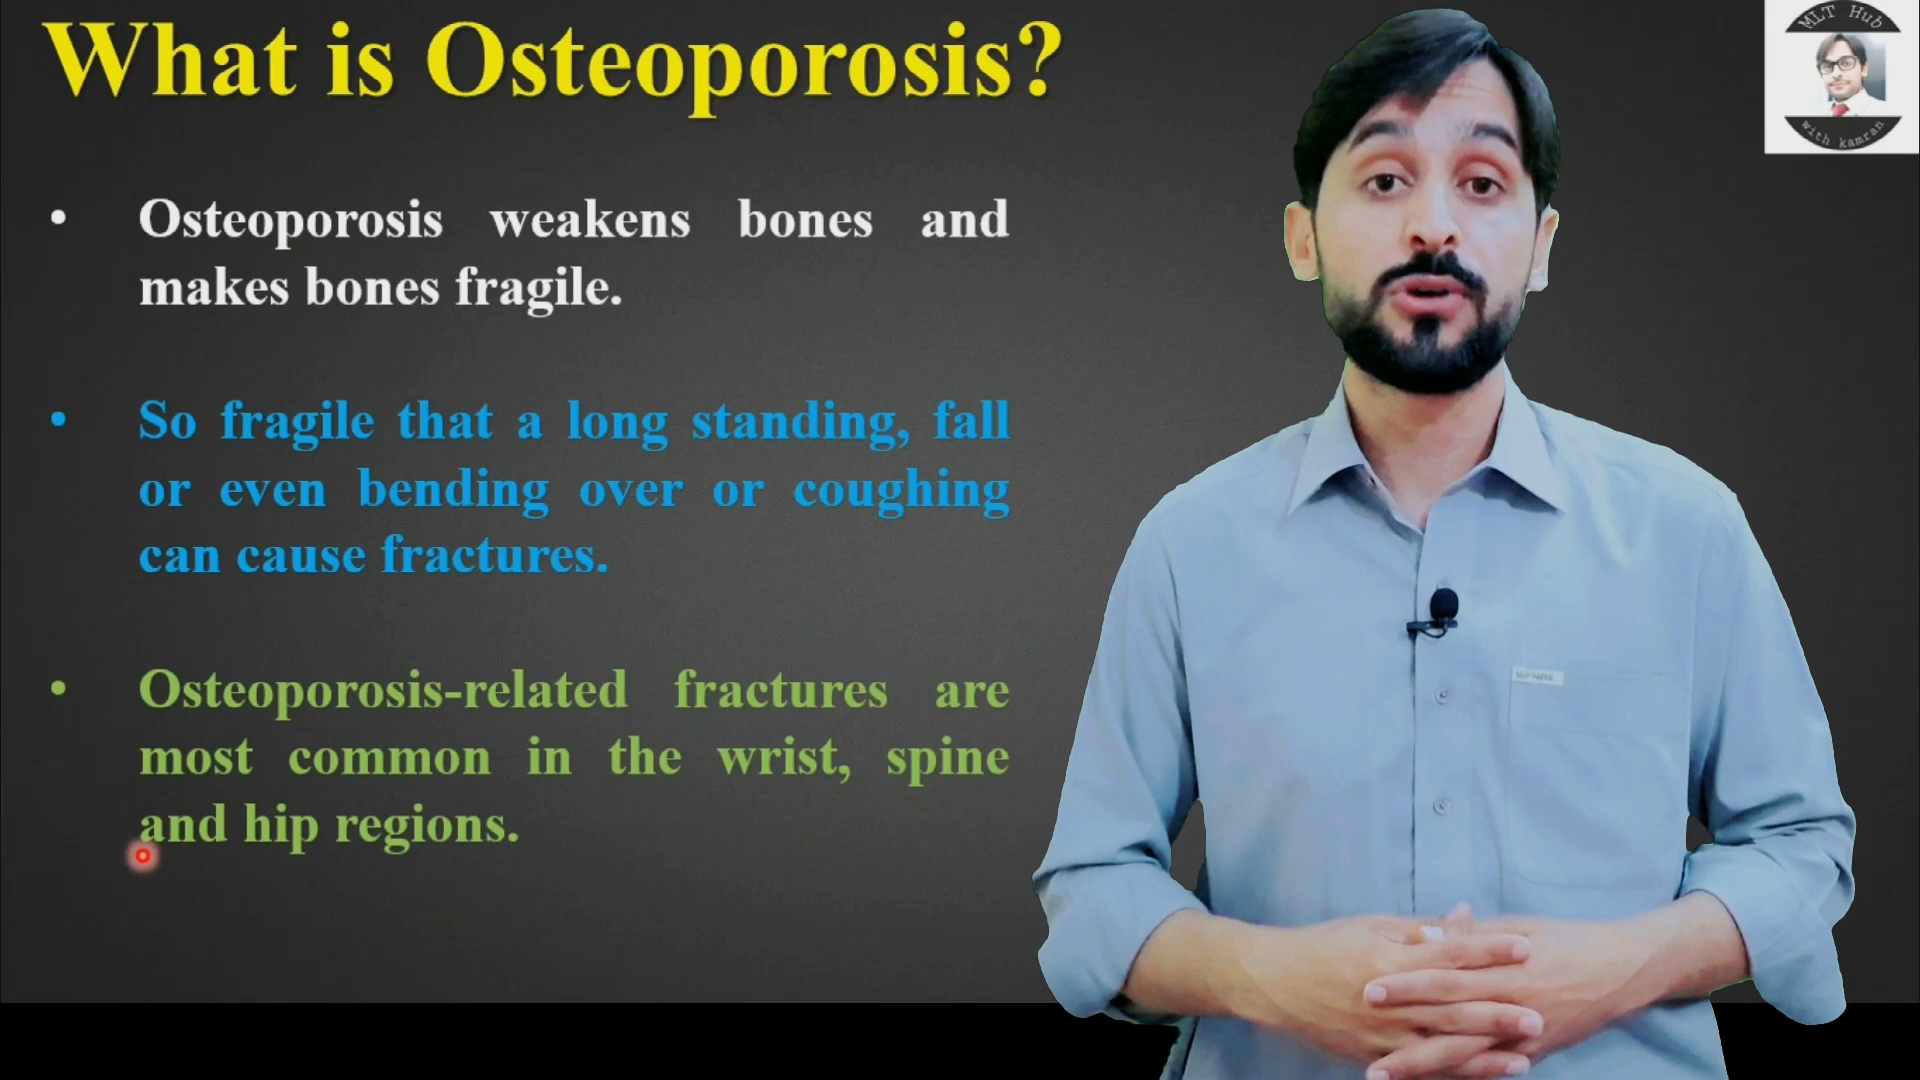 What is Osteoporosis?
• Osteoporosis weakens bones and
makes bones fragile.
• So fragile that a long standing, fall
or even bending over or coughing
can cause fractures.
• Osteoporosis-related fractures are
most common in the wrist, spine
and hip regions.
MLT Hub
with kamran